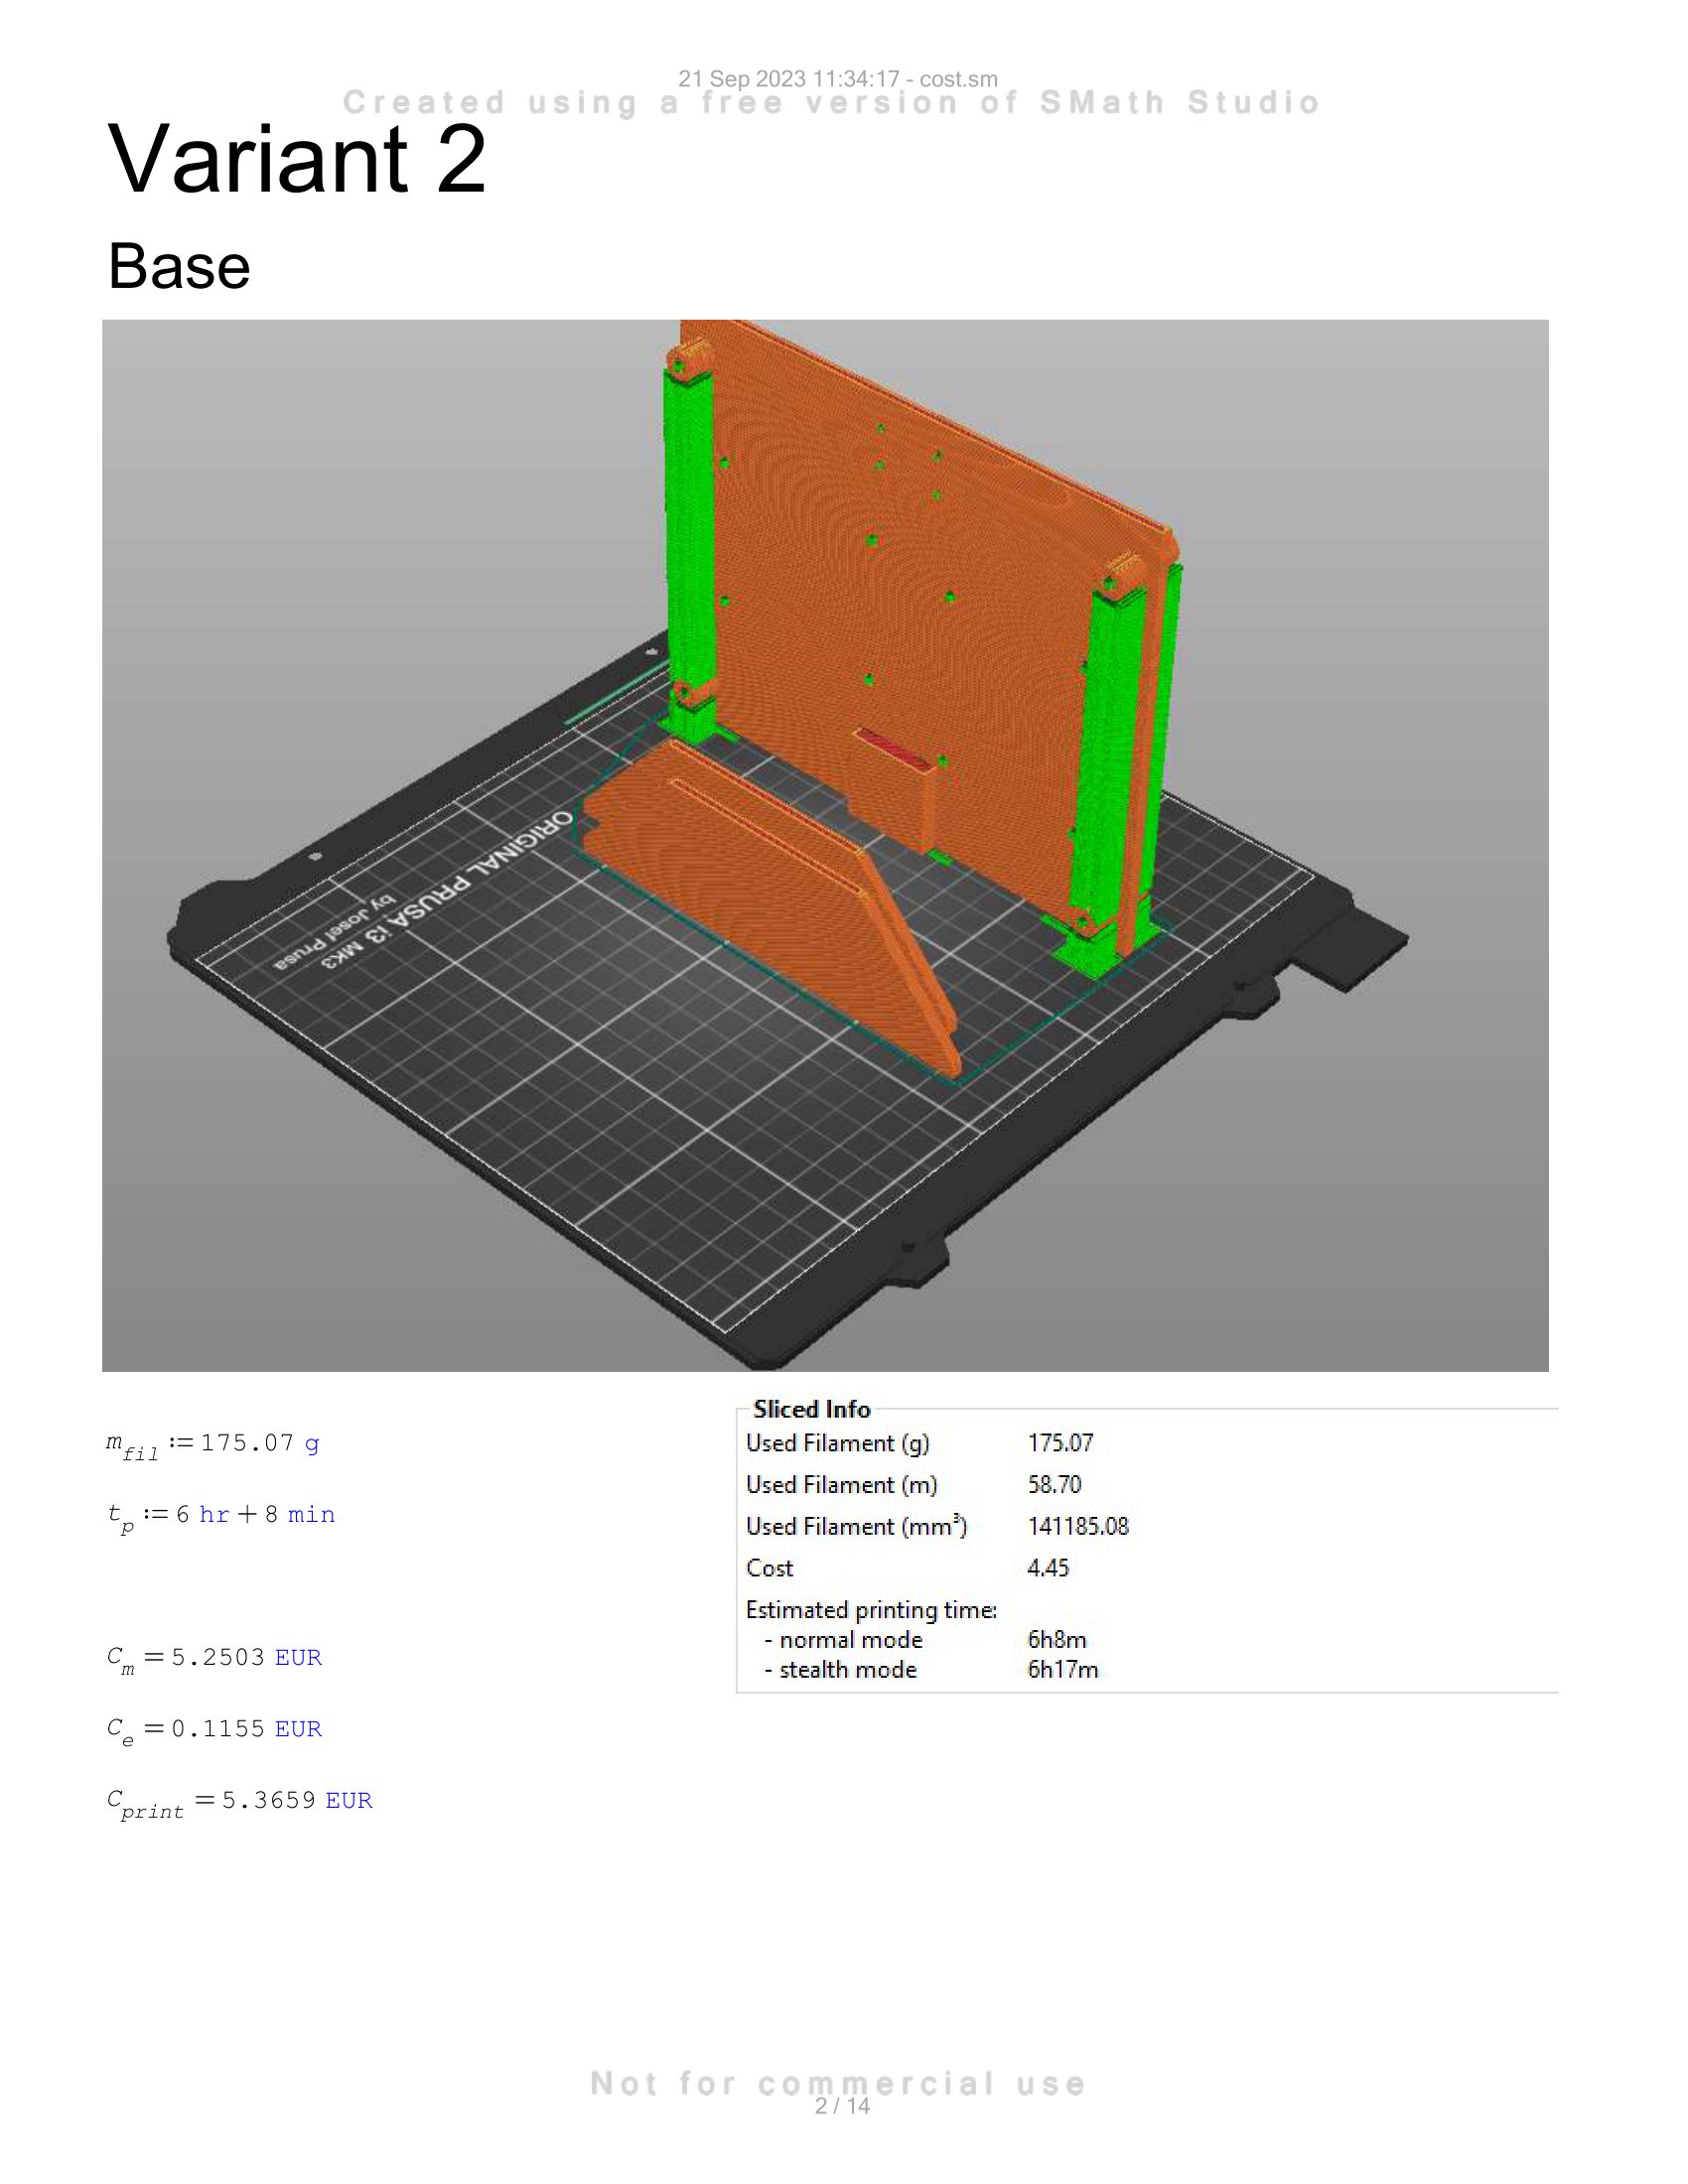 21 Sep 2023 11:34:17 - cost.sm
Created using a free version of SMath Studio
Variant 2
Base
ORIGINAL PRUSA i3 MK3
by Josef Prusa
m_fil := 175.07 g
t_p := 6 hr + 8 min
C_m = 5.2503 EUR
C_e = 0.1155 EUR
C_print = 5.3659 EUR
Sliced Info
Used Filament (g) 175.07
Used Filament (m) 58.70
Used Filament (mm³) 141185.08
Cost 4.45
Estimated printing time:
- normal mode 6h8m
- stealth mode 6h17m
Not for commercial use
2 / 14